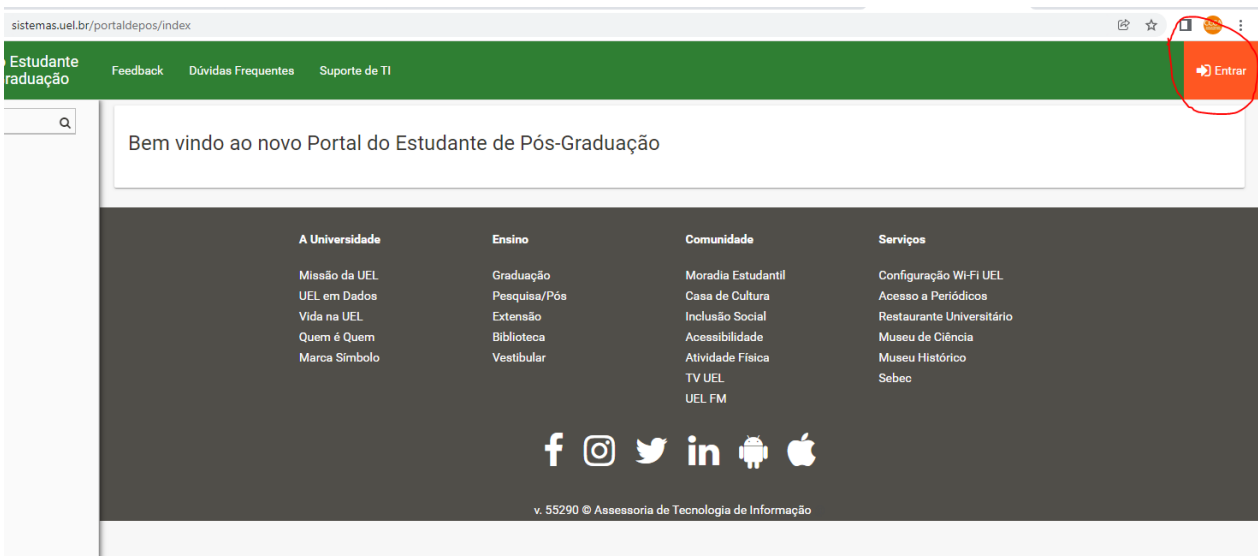 sistemas.uel.br/portaldepos/index
Estudante
Feedback Dúvidas Frequentes Suporte de TI
Entrar
Bem vindo ao novo Portal do Estudante de Pós-Graduação
A Universidade Ensino Comunidade Serviços
Missão da UEL Graduação Moradia Estudantil Configuração Wi-Fi UEL
UEL em Dados Pesquisa/Pós Casa de Cultura Acesso a Periódicos
Vida na UEL Extensão Inclusão Social Restaurante Universitário
Quem é Quem Biblioteca Acessibilidade Museu de Ciência
Marca Símbolo Vestibular Atividade Física Museu Histórico
TV UEL Sebec
UEL FM
v. 55290 © Assessoria de Tecnologia de Informação